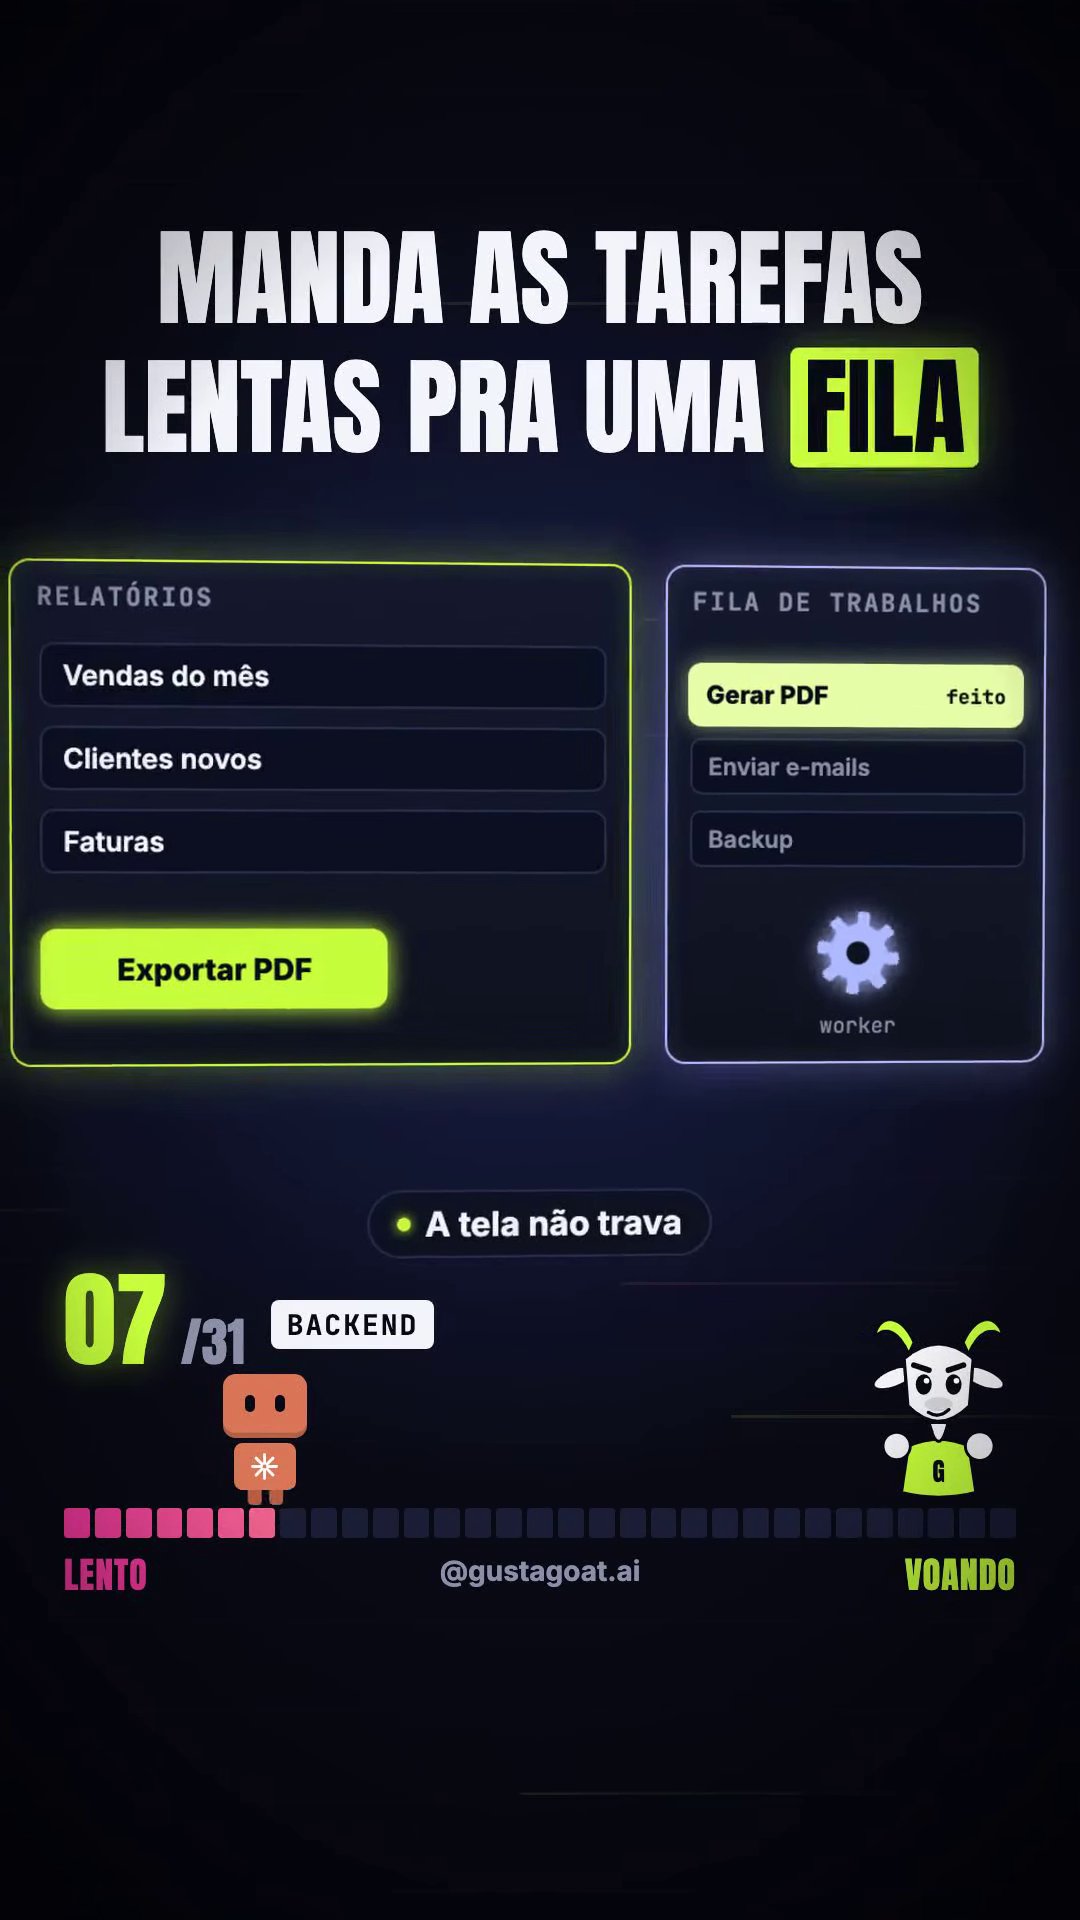 MANDA AS TAREFAS
LENTAS PRA UMA FILA
RELATÓRIOS
Vendas do mês
Clientes novos
Faturas
Exportar PDF
FILA DE TRABALHOS
Gerar PDF feito
Enviar e-mails
Backup
worker
A tela não trava
07 /31 BACKEND
G
LENTO
@gustagoat.ai
VOANDO